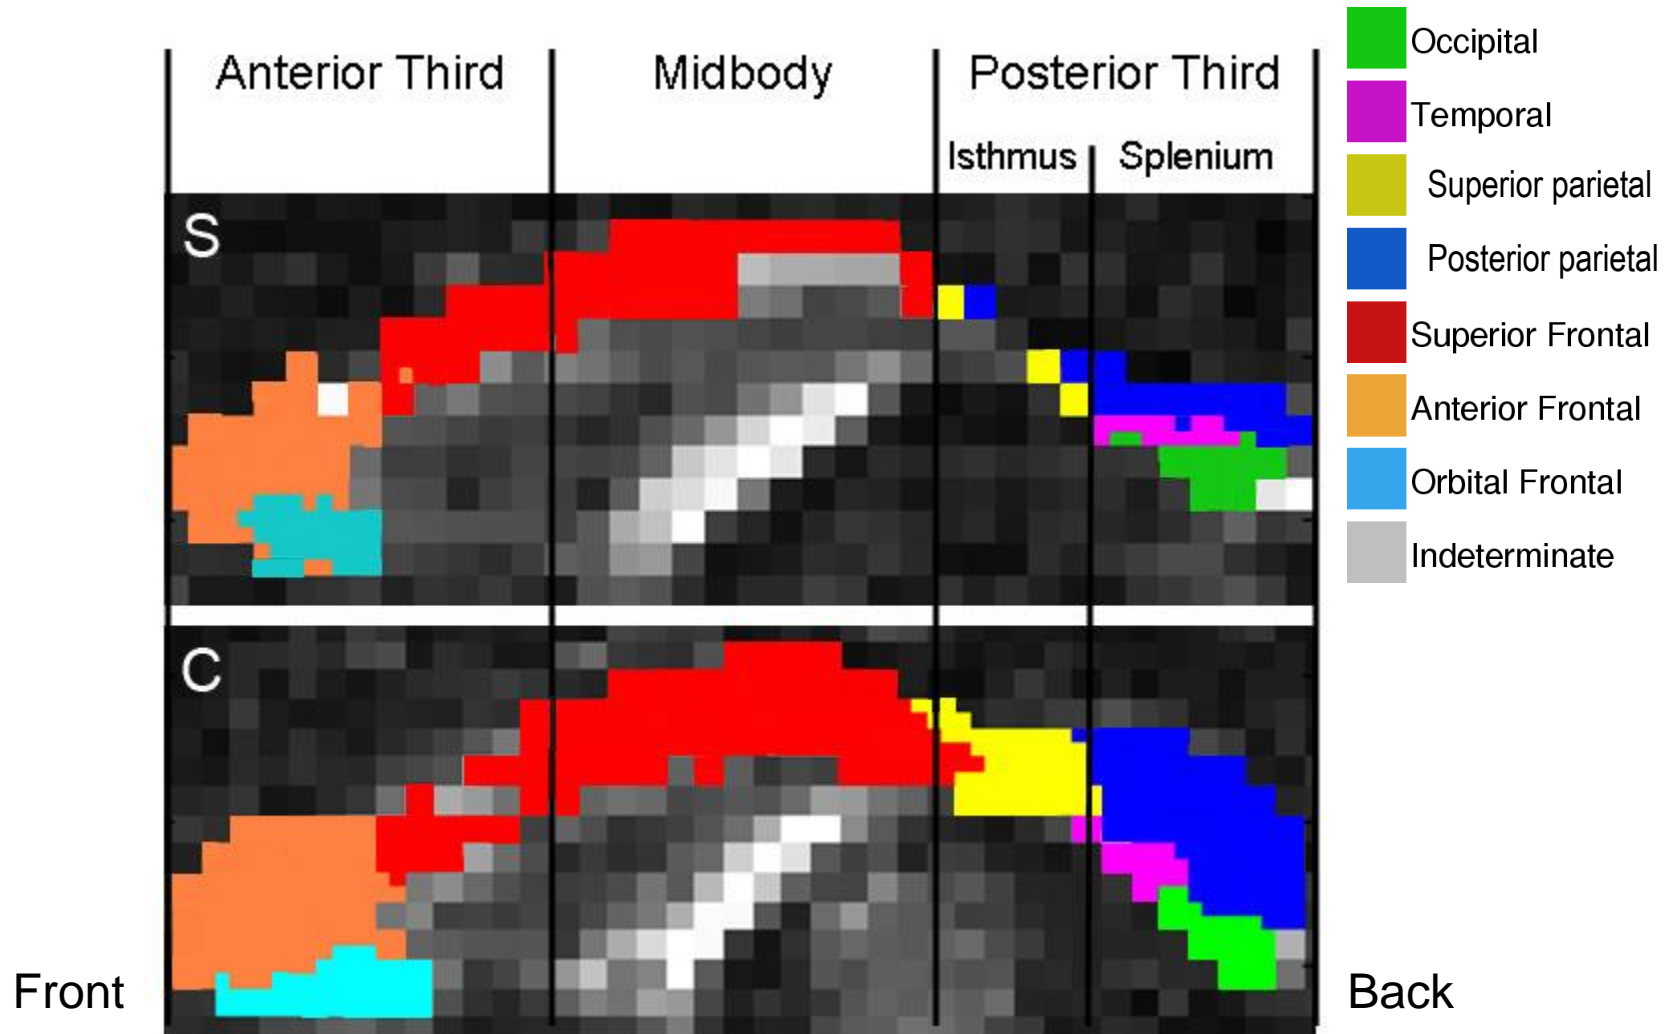 Anterior Third
Midbody
Posterior Third
Isthmus
Splenium
Occipital
Temporal
Superior parietal
Posterior parietal
Superior Frontal
Anterior Frontal
Orbital Frontal
Indeterminate
S
C
Front
Back